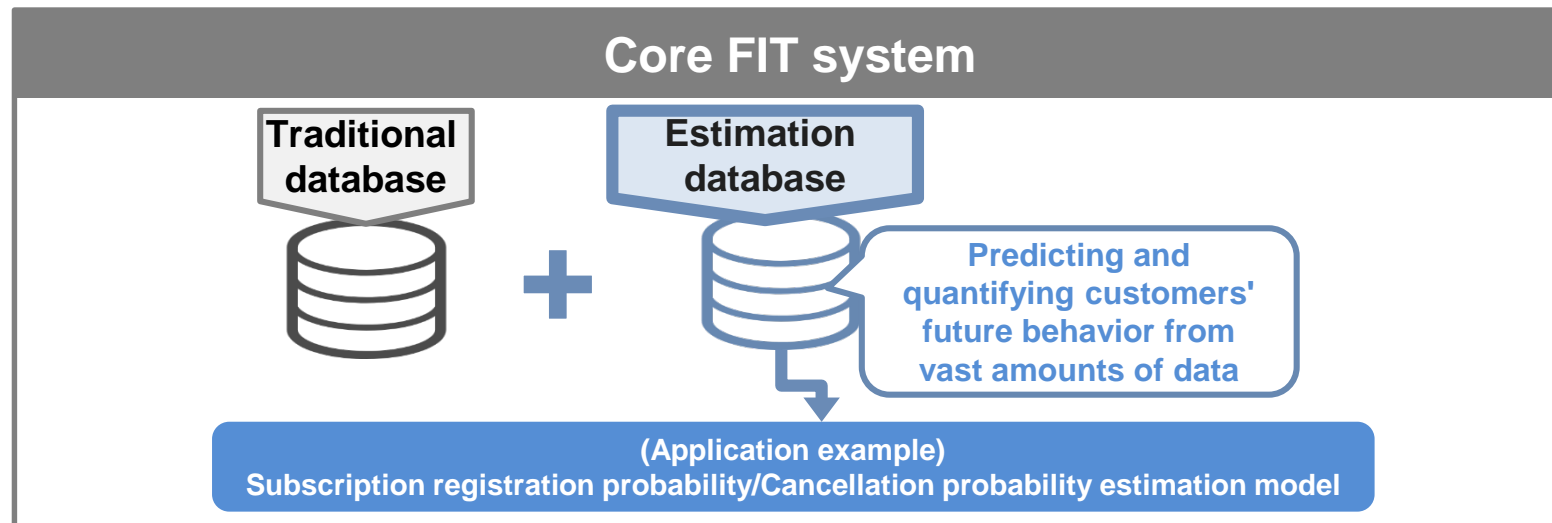 Core FIT system
Traditional
database
Estimation
database
Predicting and
quantifying customers'
future behavior from
vast amounts of data
(Application example)
Subscription registration probability/Cancellation probability estimation model